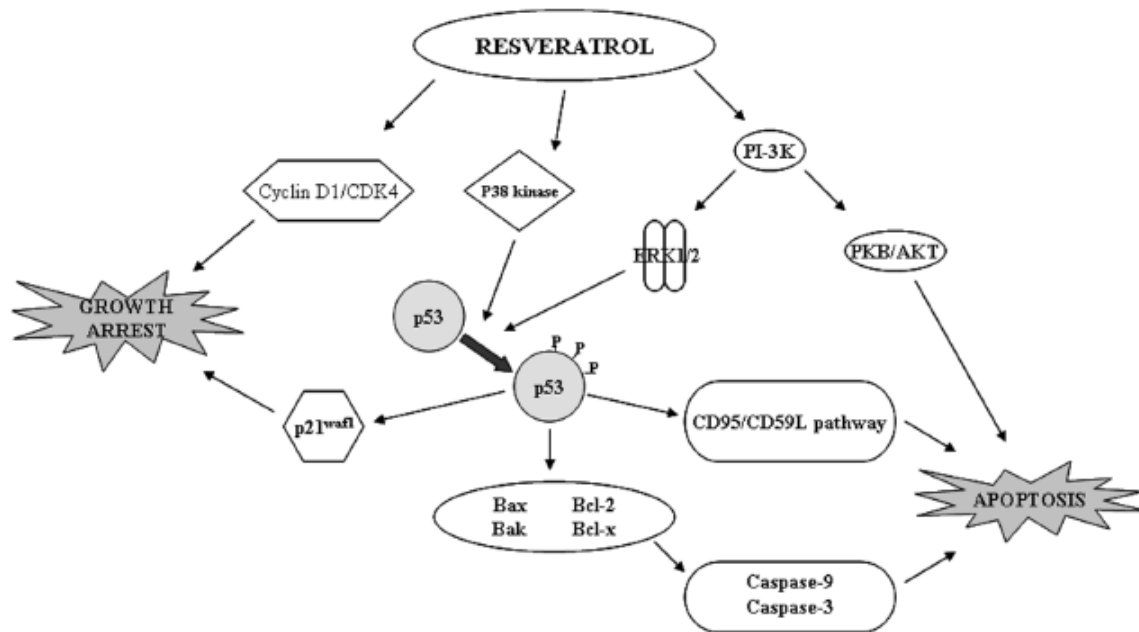 RESVERATROL
PI-3K
Cyclin D1/CDK4
P38 kinase
ERK1/2
PKB/AKT
GROWTH
ARREST
p53
P
P
P
p53
p21waf1
CD95/CD59L pathway
Bax Bcl-2
Bak Bcl-x
APOPTOSIS
Caspase-9
Caspase-3